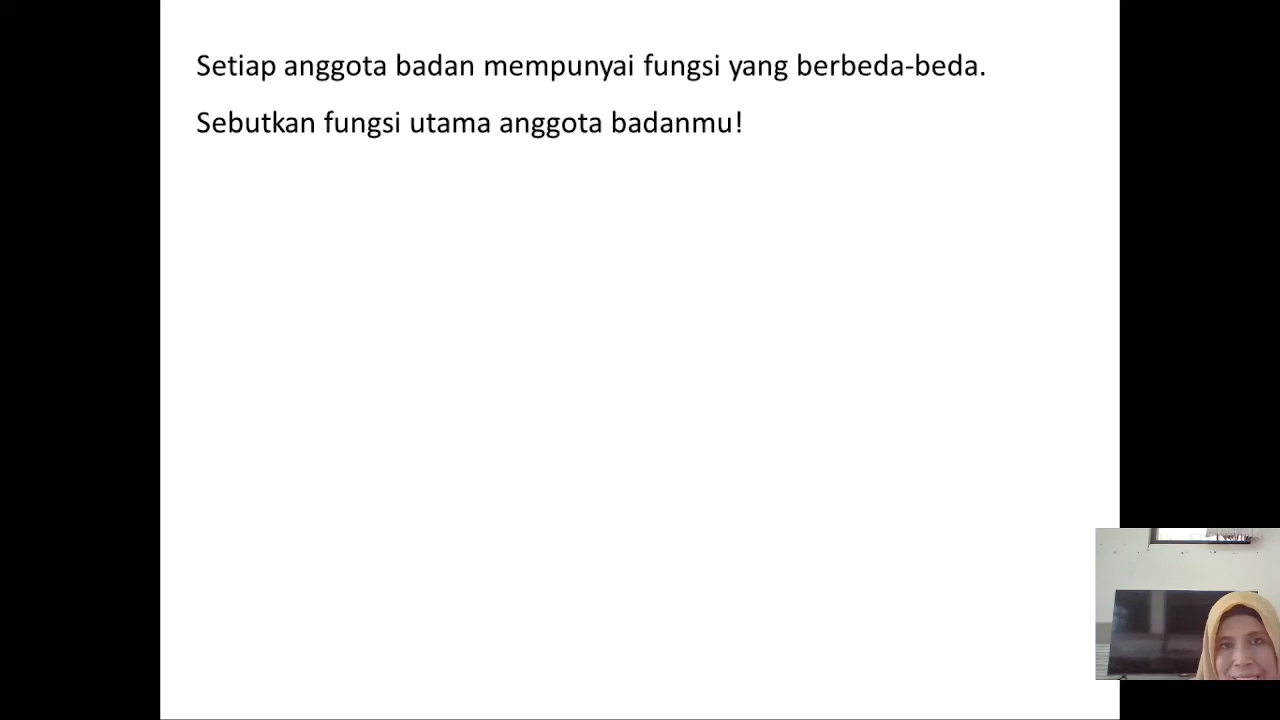 Setiap anggota badan mempunyai fungsi yang berbeda-beda.
Sebutkan fungsi utama anggota badanmu!